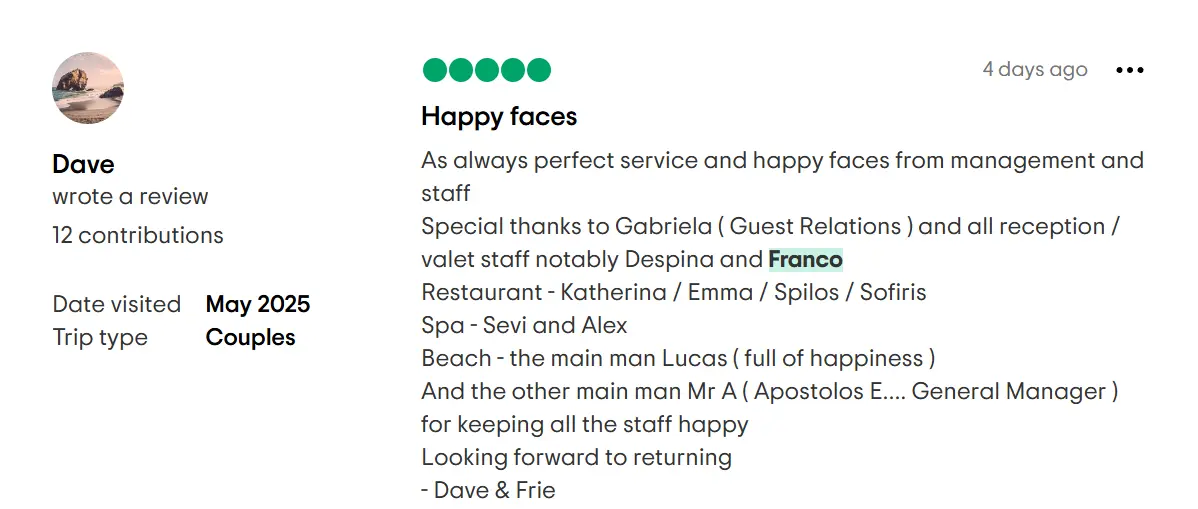 Dave
wrote a review
12 contributions
Date visited May 2025
Trip type Couples
4 days ago
Happy faces
As always perfect service and happy faces from management and
staff
Special thanks to Gabriela ( Guest Relations ) and all reception /
valet staff notably Despina and Franco
Restaurant - Katherina / Emma / Spilos / Sofiris
Spa - Sevi and Alex
Beach - the main man Lucas ( full of happiness )
And the other main man Mr A ( Apostolos E.... General Manager )
for keeping all the staff happy
Looking forward to returning
- Dave & Frie